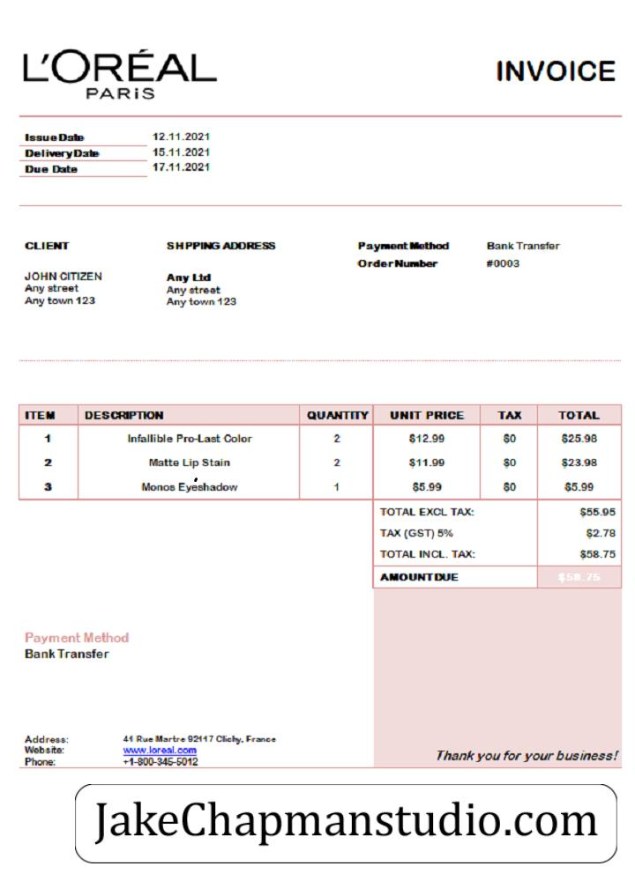 L'ORÉAL
PARiS
INVOICE
Issue Date 12.11.2021
Delivery Date 15.11.2021
Due Date 17.11.2021
CLIENT SHPPING ADDRESS Payment Method Bank Transfer
Order Number #0003
JOHN CITIZEN Any Ltd
Any street Any street
Any town 123 Any town 123
ITEM DESCRIPTION QUANTITY UNIT PRICE TAX TOTAL
1 Infallible Pro-Last Color 2 $12.99 $0 $25.98
2 Matte Lip Stain 2 $11.99 $0 $23.98
3 Monos Eyeshadow 1 $5.99 $0 $5.99
TOTAL EXCL TAX: $55.95
TAX (GST) 5% $2.78
TOTAL INCL. TAX: $58.75
AMOUNT DUE $58.75
Payment Method
Bank Transfer
Address: 41 Rue Martre 92117 Clichy, France
Website: www.loreal.com
Phone: +1-800-345-5012
Thank you for your business!
JakeChapmanstudio.com